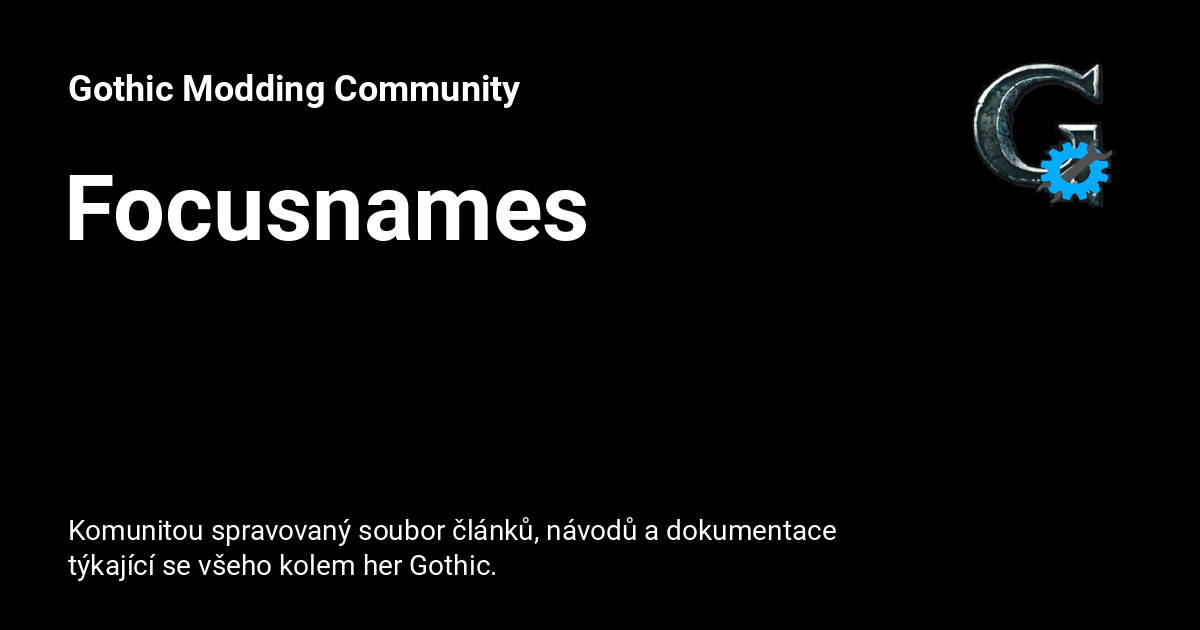 Gothic Modding Community
Focusnames
Komunitou spravovaný soubor článků, návodů a dokumentace
týkající se všeho kolem her Gothic.